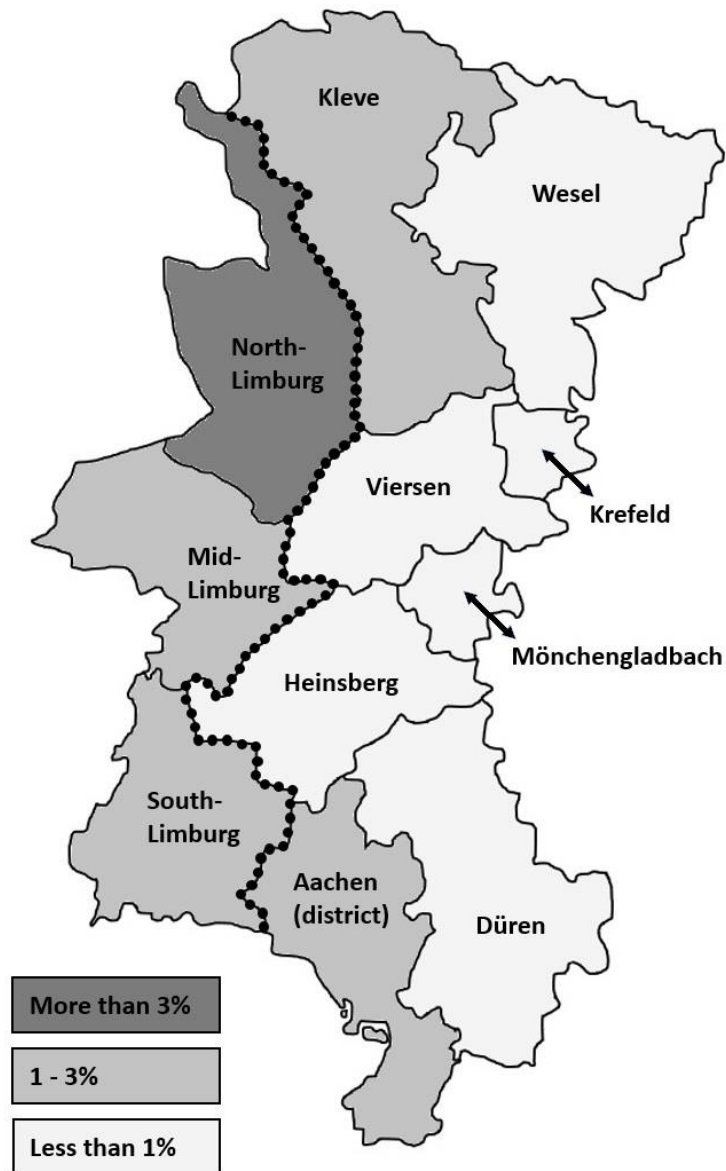 Kleve
Wesel
North-
Limburg
Viersen
Krefeld
Mid-
Limburg
Mönchengladbach
Heinsberg
South-
Limburg
Aachen
(district)
Düren
More than 3%
1 - 3%
Less than 1%